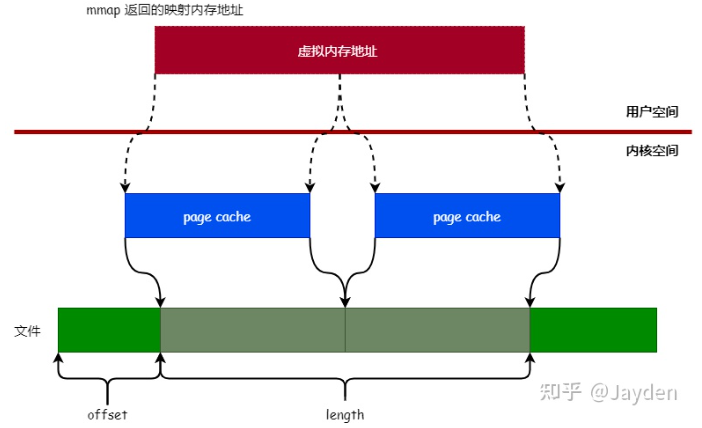 mmap 返回的映射内存地址
虚拟内存地址
用户空间
内核空间
page cache
page cache
文件
知乎 @Jayden
offset
length